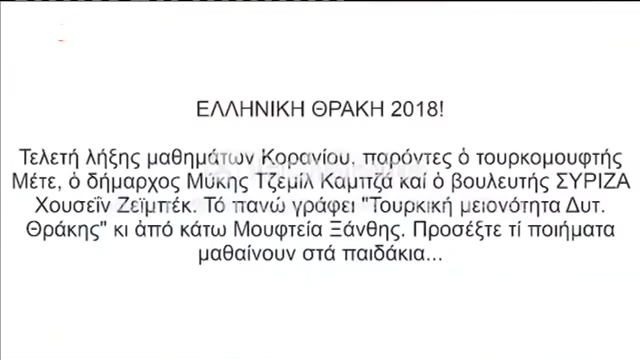 ΕΛΛΗΝΙΚΗ ΘΡΑΚΗ 2018!
Τελετή λήξης μαθημάτων Κορανίου, παρόντες ὁ τουρκομουφτής
Μέτε, ὁ δήμαρχος Μύκης Τζεμίλ Καμπζά καί ὁ βουλευτής ΣΥΡΙΖΑ
Χουσεΐν Ζεϊμπέκ. Τό πανώ γράφει "Τουρκική μειονότητα Δυτ.
Θράκης" κι ἀπό κάτω Μουφτεία Ξάνθης. Προσέξτε τί ποιήματα
μαθαίνουν στά παιδάκια...